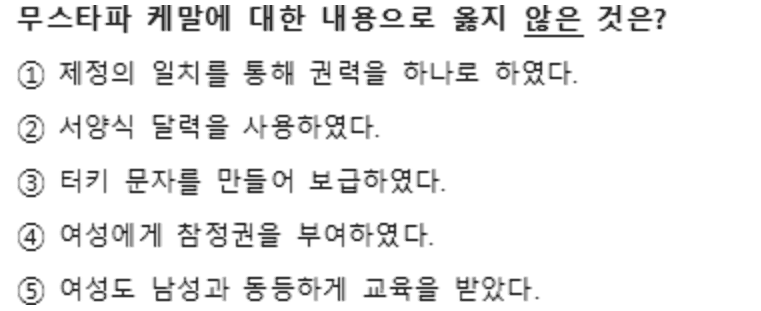 무스타파 케말에 대한 내용으로 옳지 않은 것은?
① 제정의 일치를 통해 권력을 하나로 하였다.
② 서양식 달력을 사용하였다.
③ 터키 문자를 만들어 보급하였다.
④ 여성에게 참정권을 부여하였다.
⑤ 여성도 남성과 동등하게 교육을 받았다.